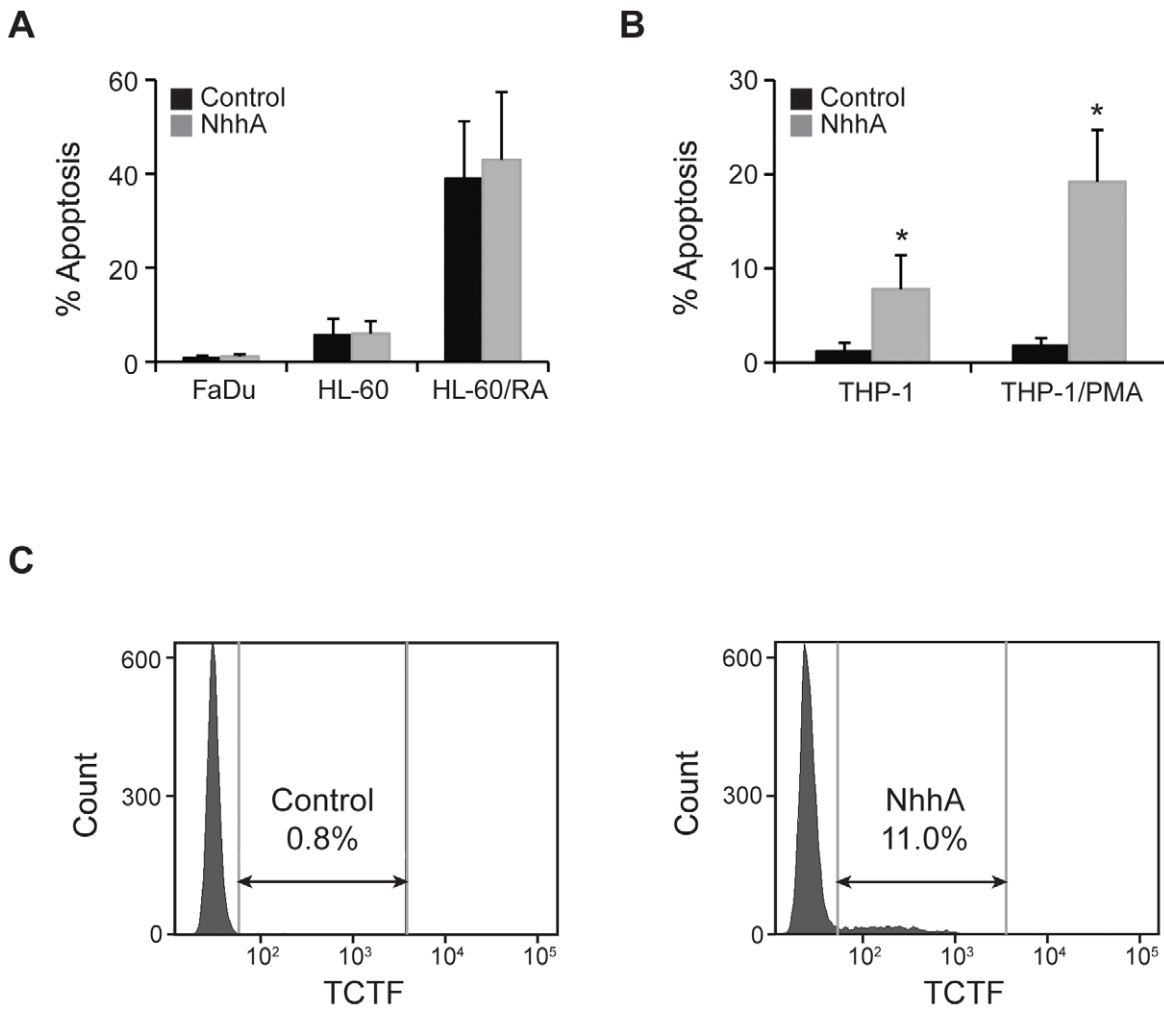 A
60
40
20
0
% Apoptosis
Control
NhhA
FaDu
HL-60
HL-60/RA
B
30
20
10
0
% Apoptosis
Control
NhhA
*
*
THP-1
THP-1/PMA
C
600
300
0
Count
Control
0.8%
10²
10³
10⁴
10⁵
TCTF
600
300
0
Count
NhhA
11.0%
10²
10³
10⁴
10⁵
TCTF